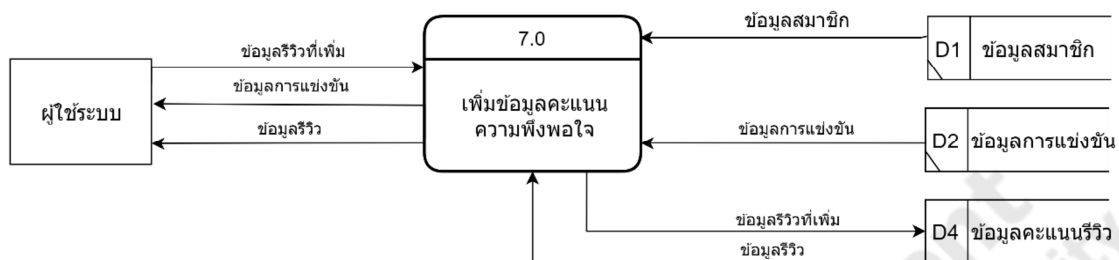 ข้อมูลสมาชิก
7.0
D1 ข้อมูลสมาชิก
ข้อมูลรีวิวที่เพิ่ม
ข้อมูลการแข่งขัน
ผู้ใช้ระบบ
เพิ่มข้อมูลคะแนน
ความพึงพอใจ
ข้อมูลรีวิว
ข้อมูลการแข่งขัน
D2 ข้อมูลการแข่งขัน
ข้อมูลรีวิวที่เพิ่ม
D4 ข้อมูลคะแนนรีวิว
ข้อมูลรีวิว